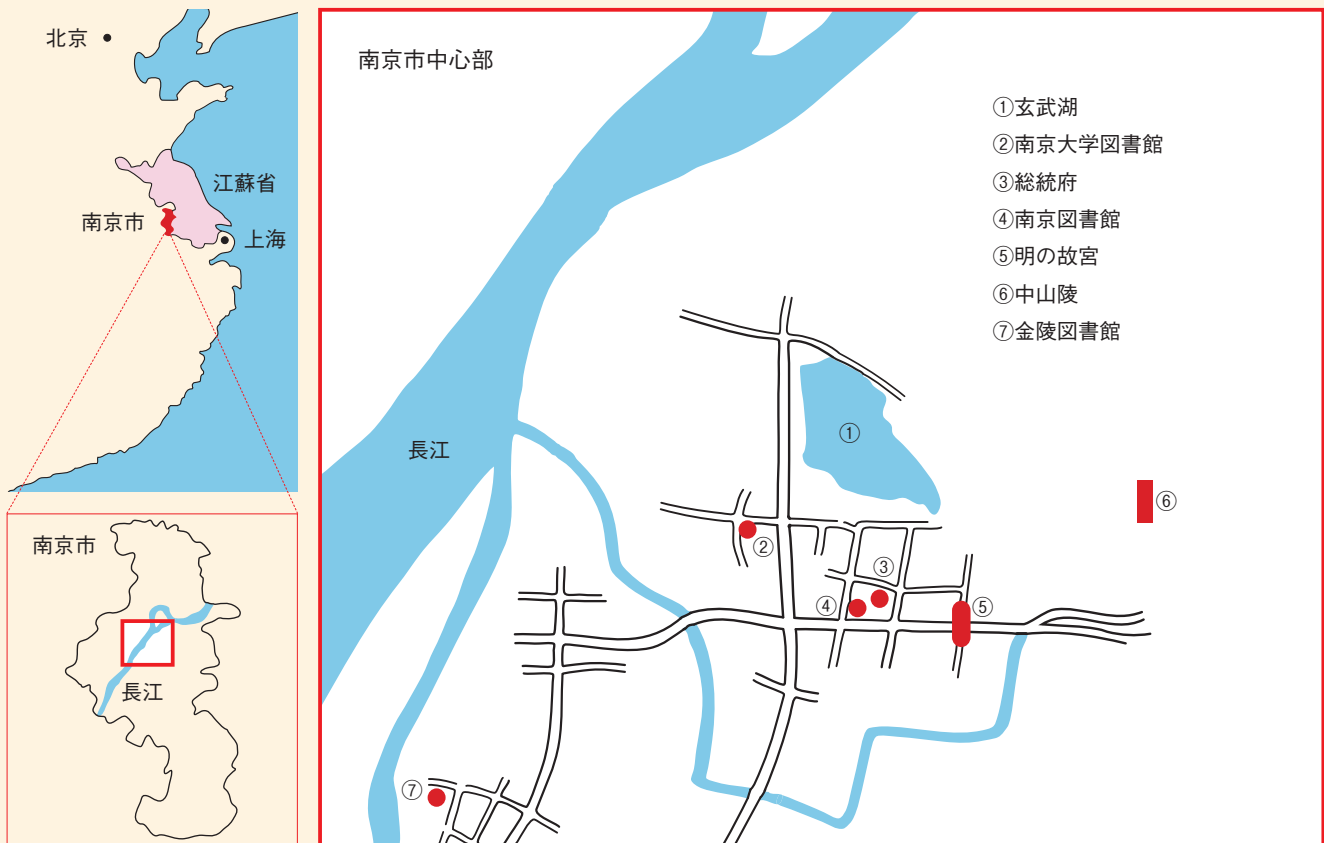 北京
江蘇省
南京市
上海
南京市
長江
南京市中心部
①玄武湖
②南京大学図書館
③総統府
④南京図書館
⑤明の故宮
⑥中山陵
⑦金陵図書館
長江
①
②
③
④
⑤
⑥
⑦